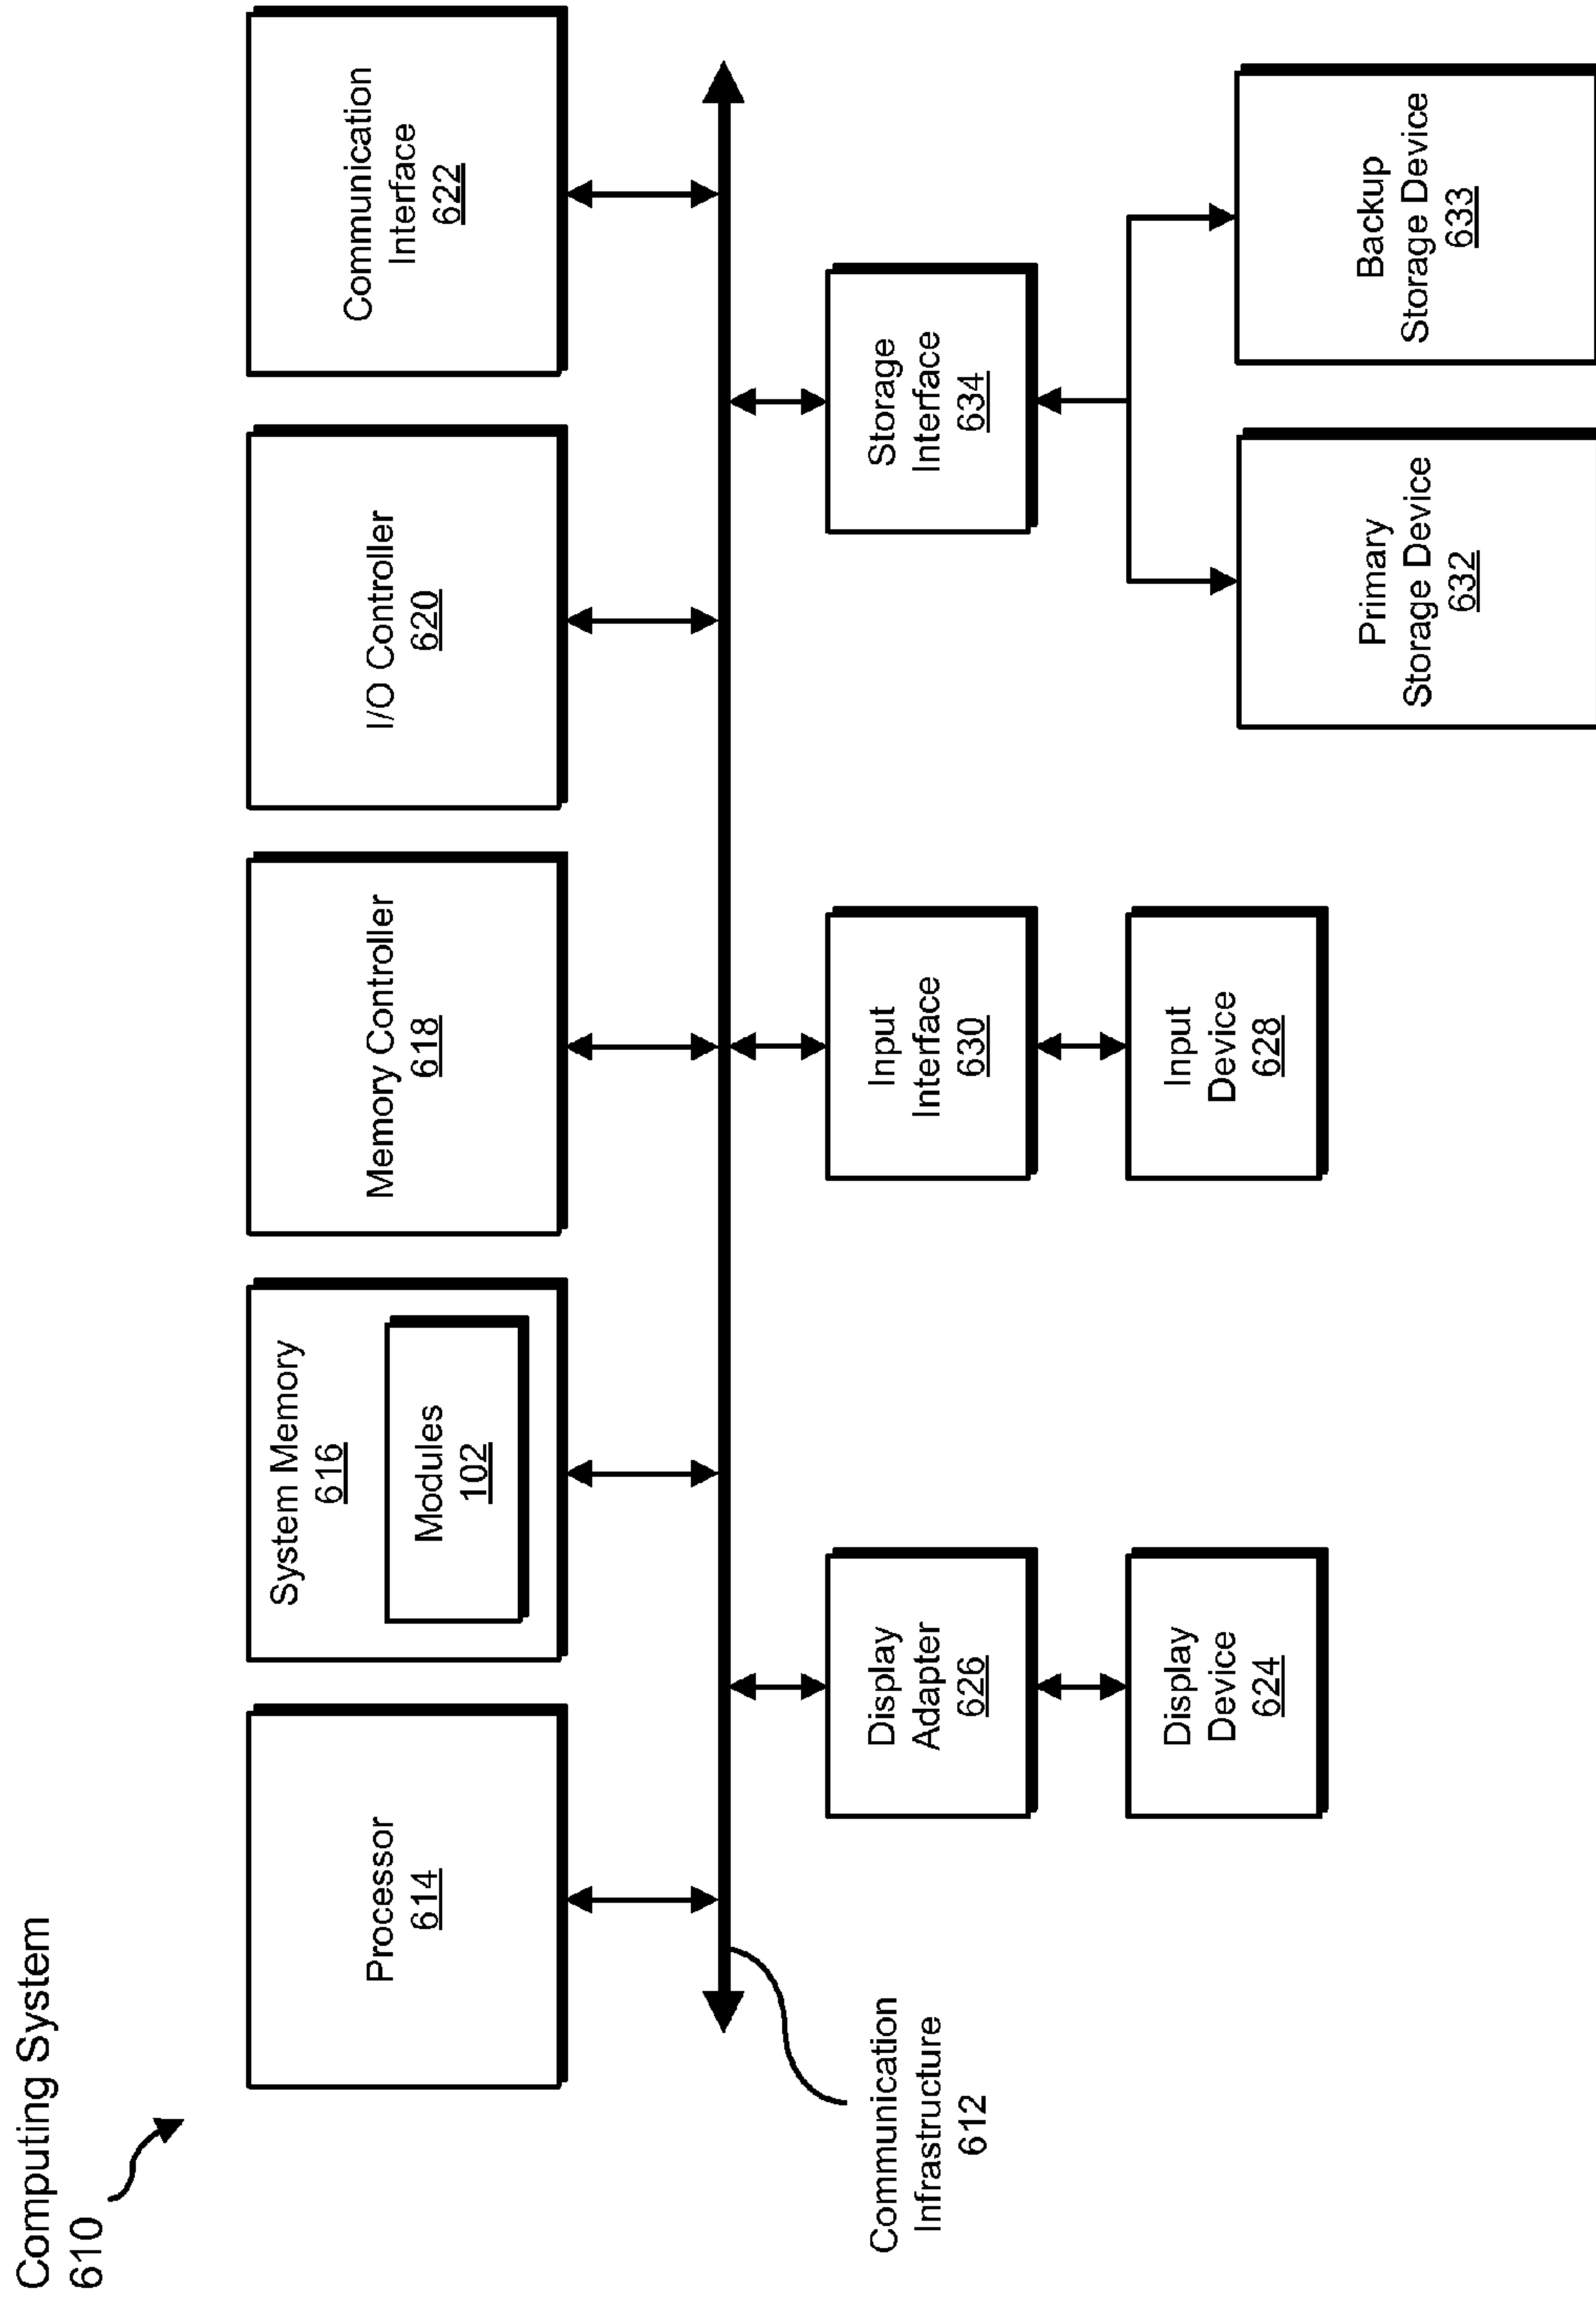 Computing System
610
Processor
614
System Memory
616
Modules
102
Memory Controller
618
I/O Controller
620
Communication
Interface
622
Communication
Infrastructure
612
Display
Adapter
626
Input
Interface
630
Storage
Interface
634
Display
Device
624
Input
Device
628
Primary
Storage Device
632
Backup
Storage Device
633